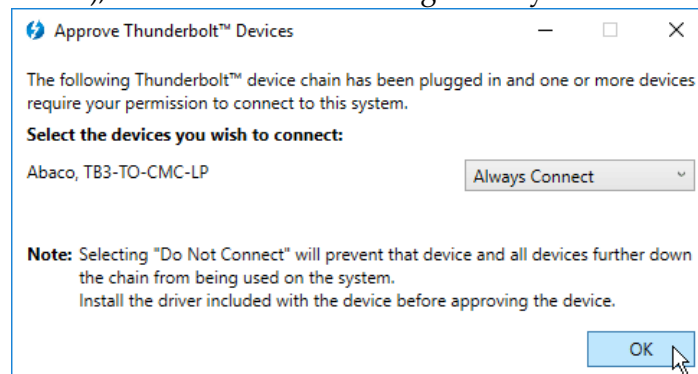 Approve Thunderbolt™ Devices
The following Thunderbolt™ device chain has been plugged in and one or more devices
require your permission to connect to this system.
Select the devices you wish to connect:
Abaco, TB3-TO-CMC-LP
Always Connect
Note: Selecting "Do Not Connect" will prevent that device and all devices further down
the chain from being used on the system.
Install the driver included with the device before approving the device.
OK